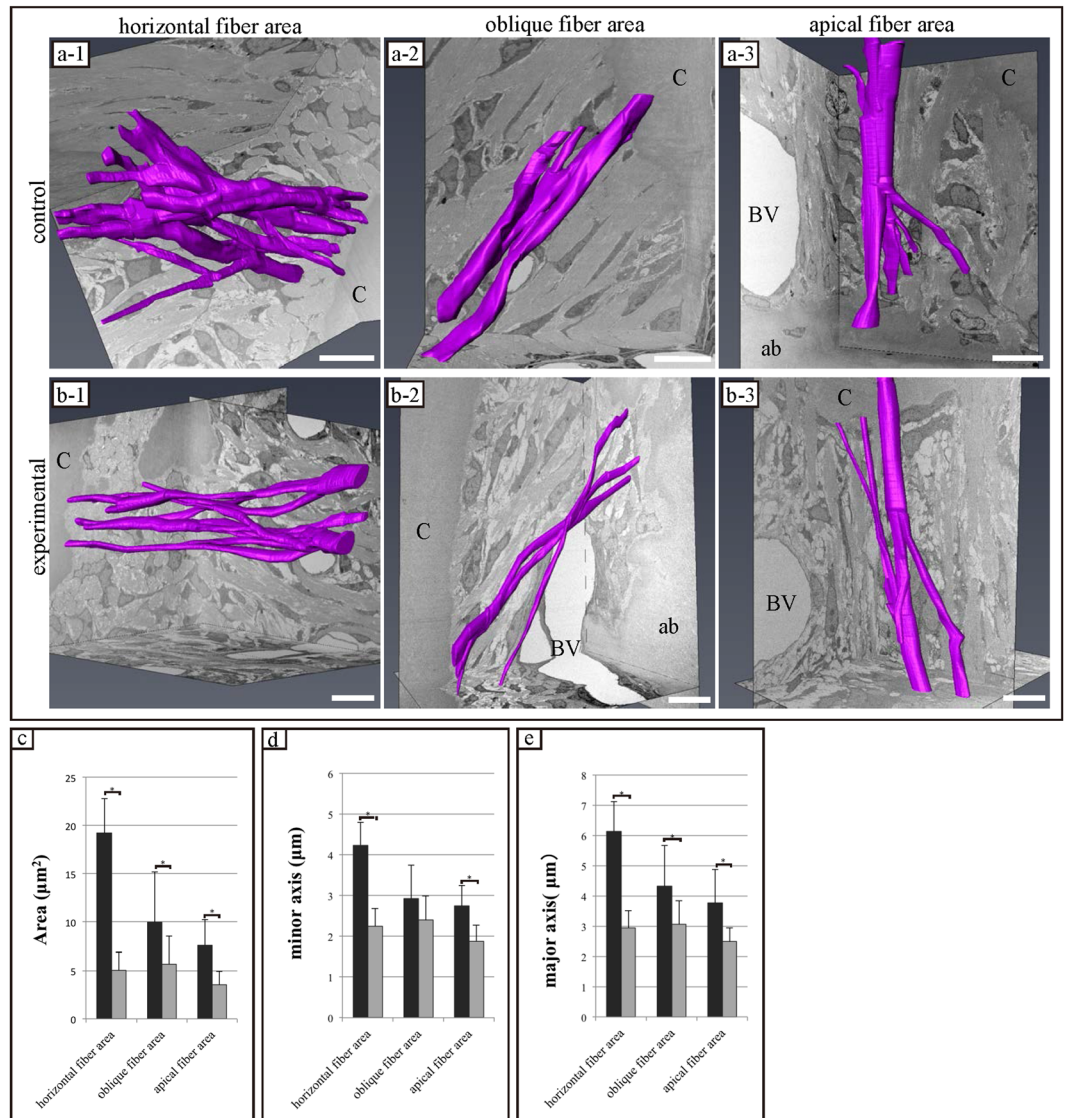 horizontal fiber area
oblique fiber area
apical fiber area
control
a-1
C
a-2
C
a-3
C
BV
ab
experimental
b-1
C
b-2
C
BV
ab
b-3
C
BV
c
Area (μm²)
25
20
15
10
5
0
*
*
*
horizontal fiber area
oblique fiber area
apical fiber area
d
minor axis (μm)
6
5
4
3
2
1
0
*
*
horizontal fiber area
oblique fiber area
apical fiber area
e
major axis( μm)
8
7
6
5
4
3
2
1
0
*
*
*
horizontal fiber area
oblique fiber area
apical fiber area